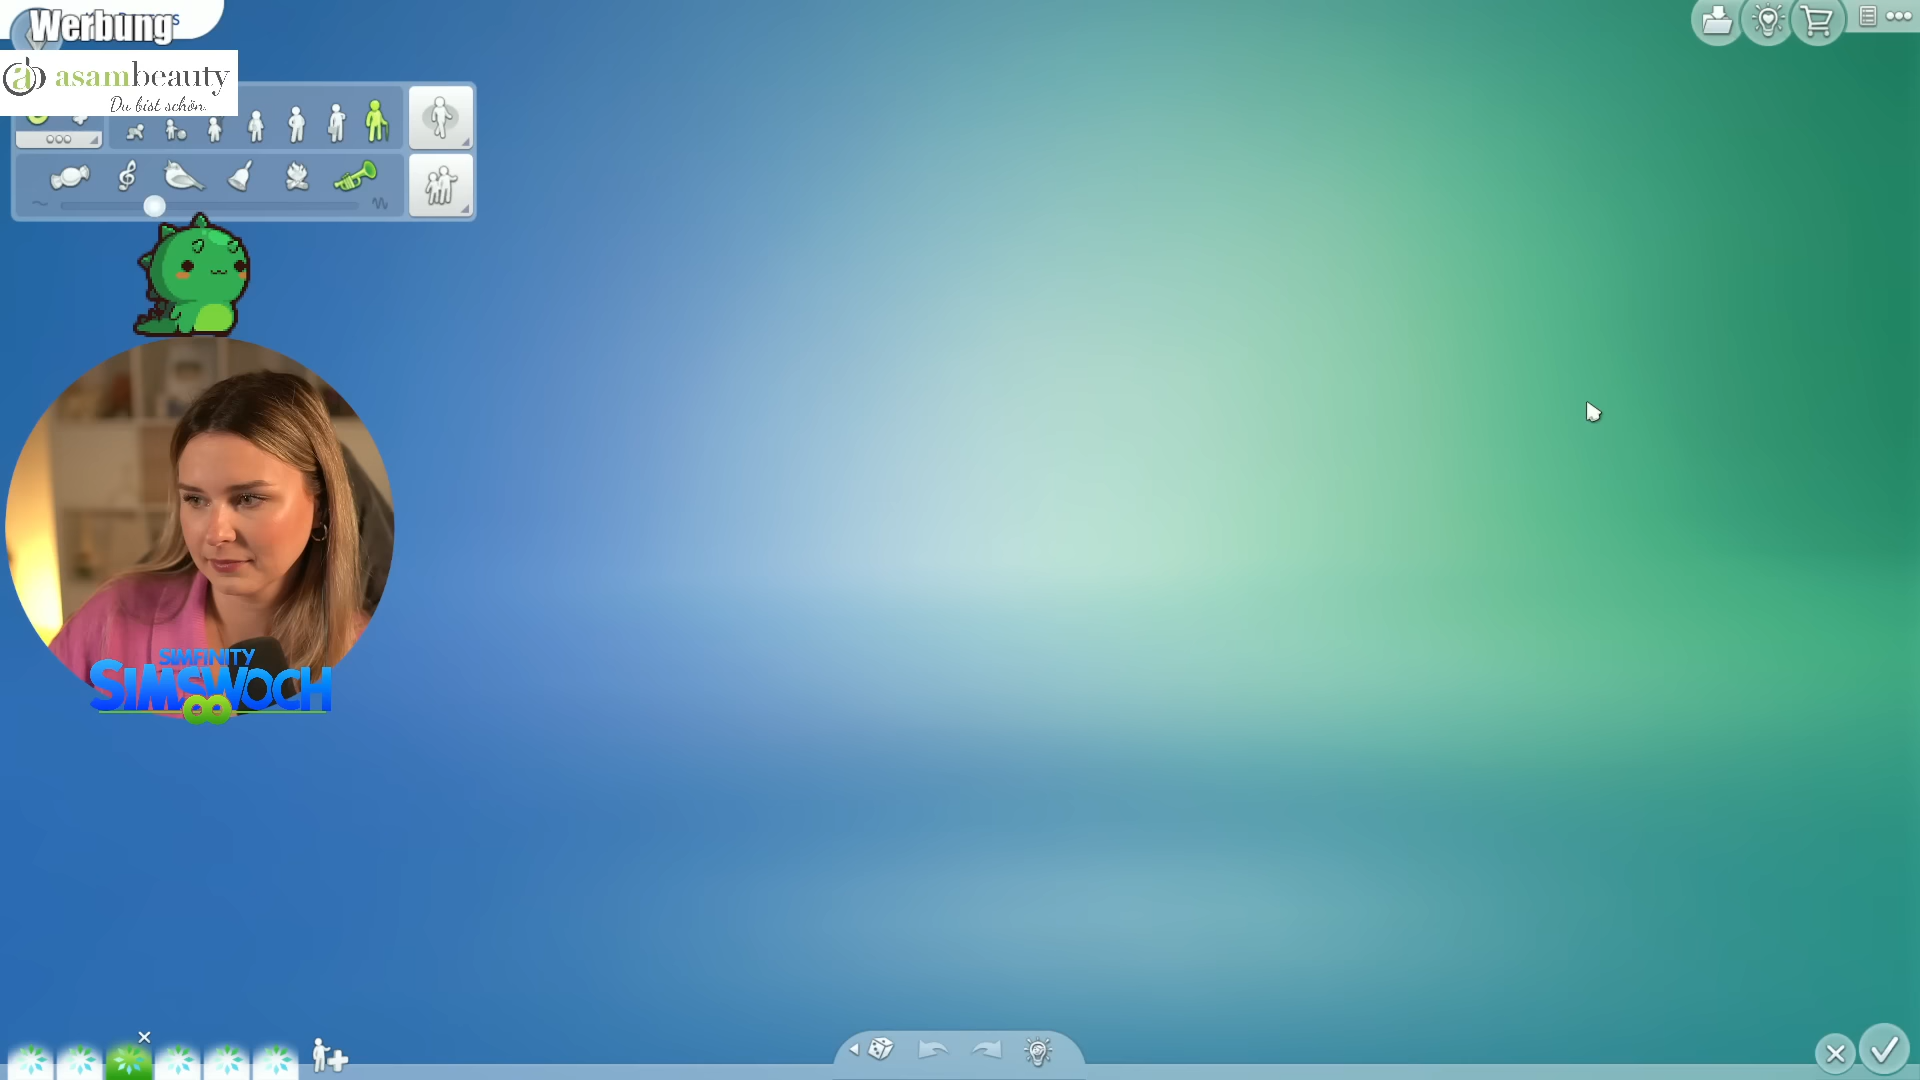 Werbung
asambeauty
Du bist schön.
SIMFINITY
SIMSWOCH